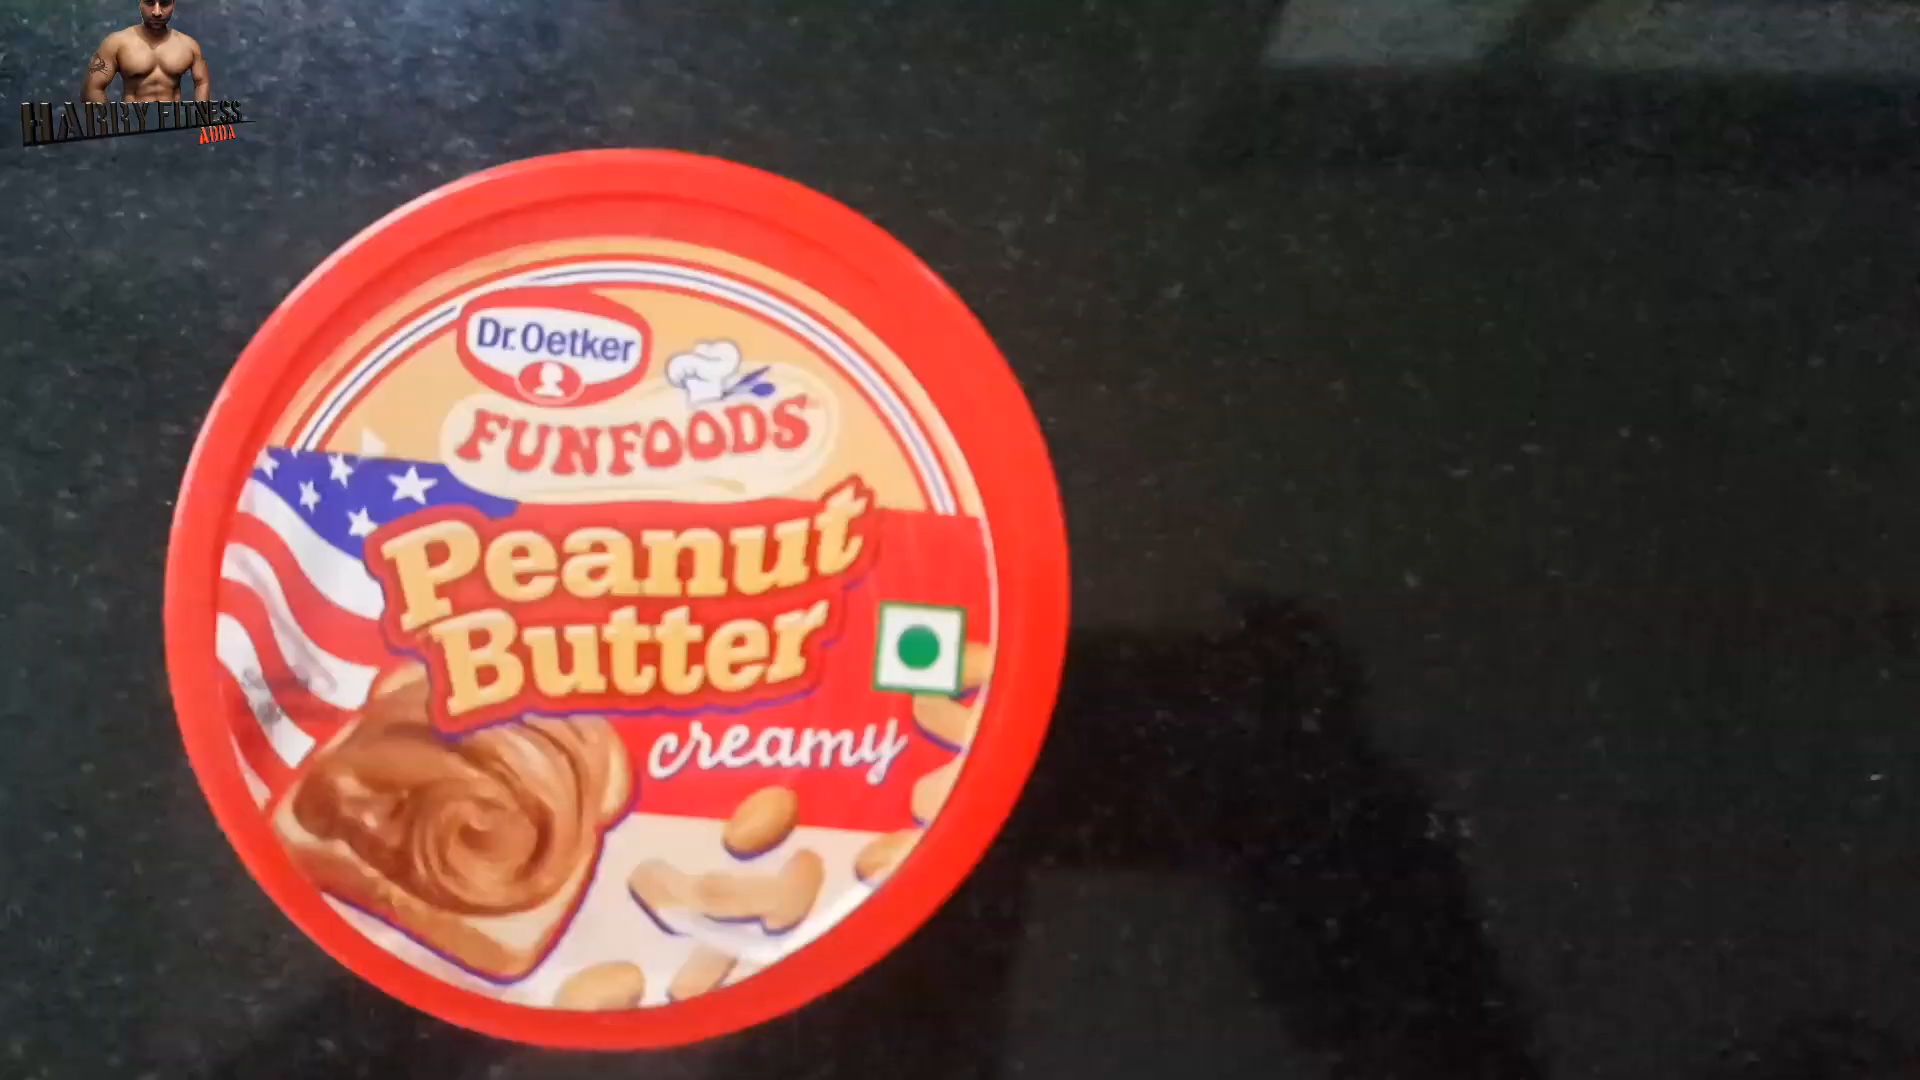 HARRY FITNESS
ADDA
Dr. Oetker
FUNFOODS
Peanut
Butter
creamy